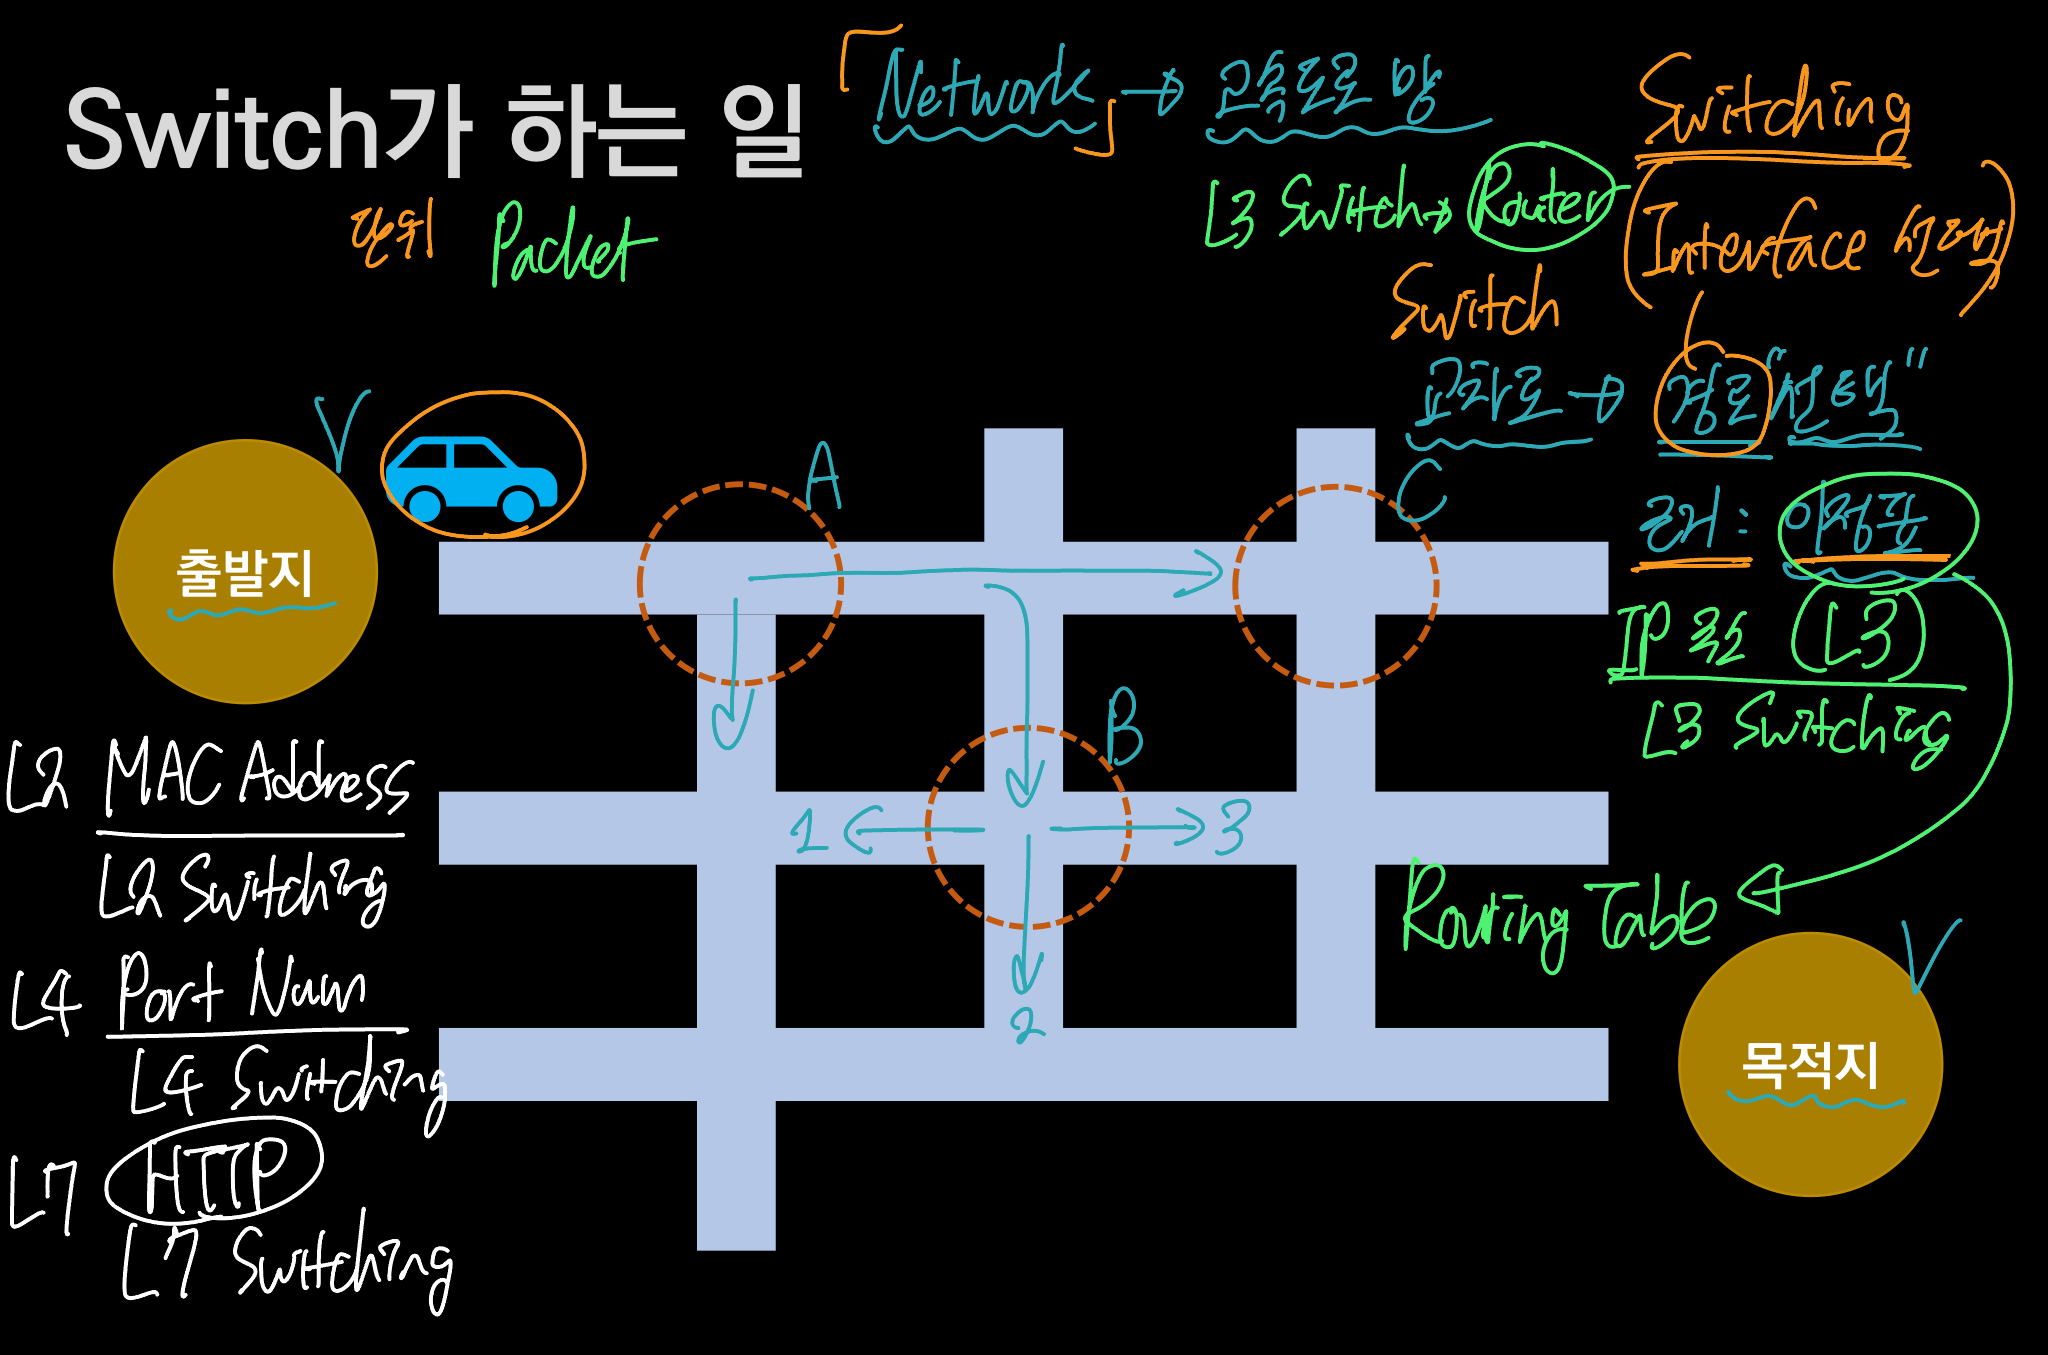 Switch가 하는 일
「Network」 → 고속도로 망
Switching
L3 Switch → Router
(Interface 선택)
단위 Packet
Switch
교차로 → 경로 "선택"
A
C
근거 : 이정표
출발지
IP 주소 (L3)
L3 Switching
B
L2 MAC Address
L2 Switching
1
3
2
Routing Table
L4 Port Num
L4 Switching
목적지
L7 HTTP
L7 Switching